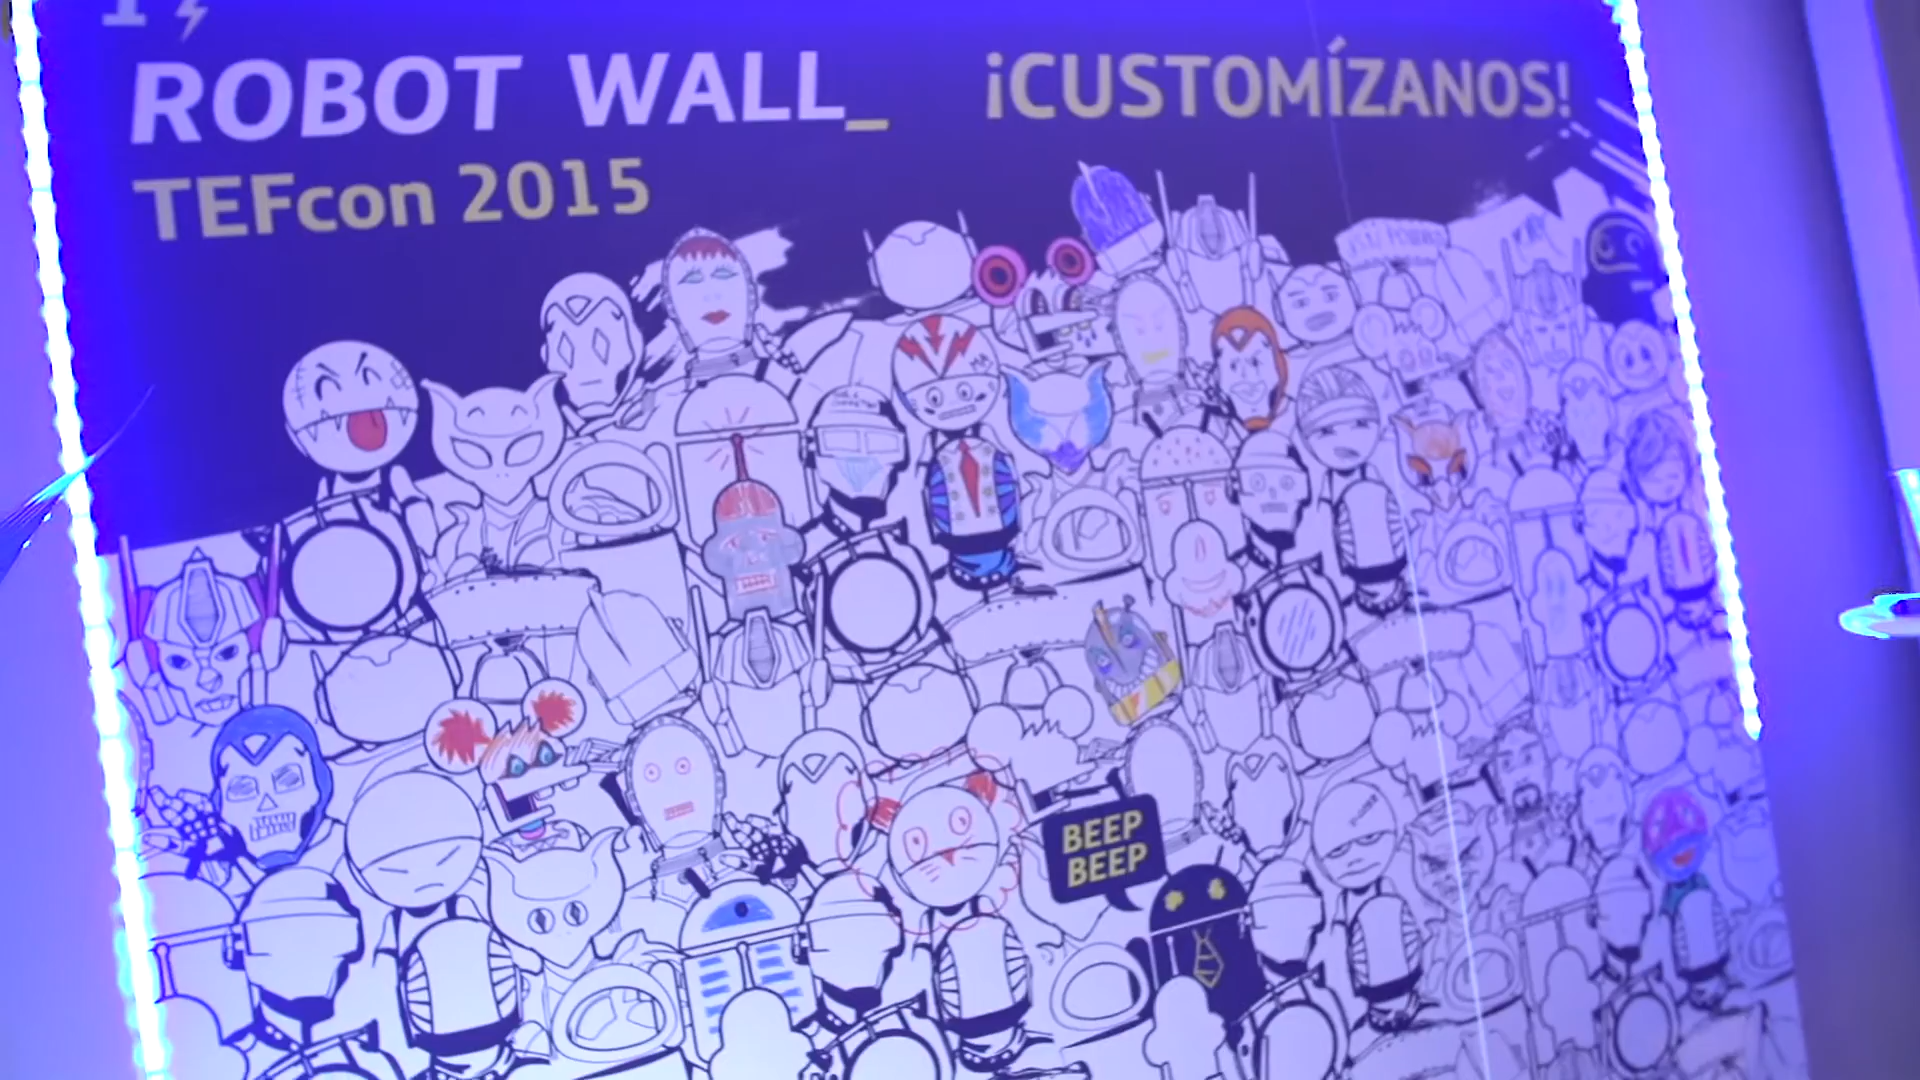 ROBOT WALL_
¡CUSTOMÍZANOS!
TEFcon 2015
BEEP
BEEP